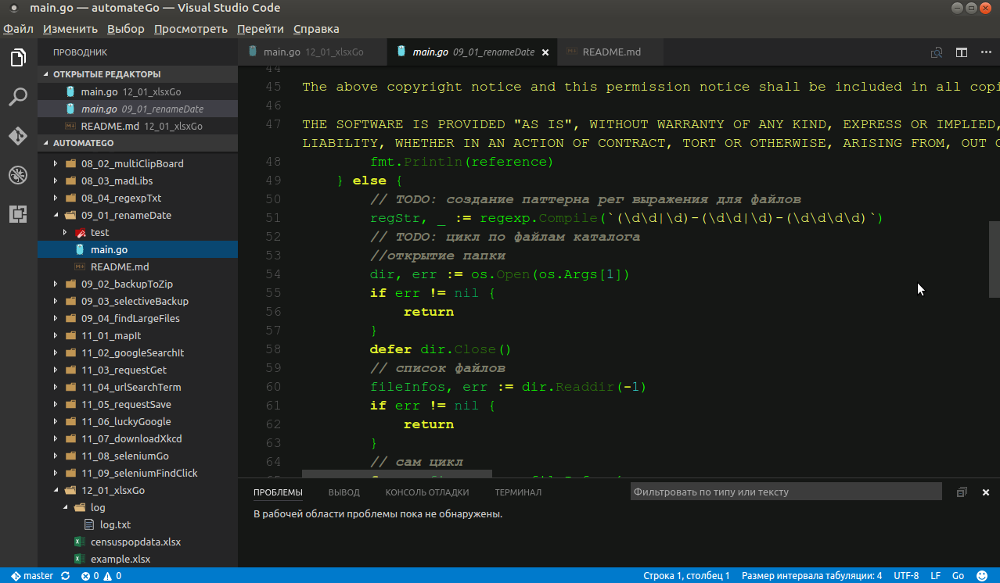 main.go — automateGo — Visual Studio Code
Файл Изменить Выбор Просмотреть Перейти Справка
ПРОВОДНИК
ОТКРЫТЫЕ РЕДАКТОРЫ
main.go 12_01_xlsxGo
main.go 09_01_renameDate
README.md 12_01_xlsxGo
AUTOMATEGO
08_02_multiClipBoard
08_03_madLibs
08_04_regexpTxt
09_01_renameDate
test
main.go
README.md
09_02_backupToZip
09_03_selectiveBackup
09_04_findLargeFiles
11_01_mapIt
11_02_googleSearchIt
11_03_requestGet
11_04_urlSearchTerm
11_05_requestSave
11_06_luckyGoogle
11_07_downloadXkcd
11_08_seleniumGo
11_09_seleniumFindClick
12_01_xlsxGo
log
log.txt
censuspopdata.xlsx
example.xlsx
main.go 12_01_xlsxGo
main.go 09_01_renameDate
README.md
44
45 The above copyright notice and this permission notice shall be included in all copi
46
47 THE SOFTWARE IS PROVIDED "AS IS", WITHOUT WARRANTY OF ANY KIND, EXPRESS OR IMPLIED,
LIABILITY, WHETHER IN AN ACTION OF CONTRACT, TORT OR OTHERWISE, ARISING FROM, OUT O
48 fmt.Println(reference)
49 } else {
50 // TODO: создание паттерна рег выражения для файлов
51 regStr, _ := regexp.Compile(`(\d\d|\d)-(\d\d|\d)-(\d\d\d\d)`)
52 // TODO: цикл по файлам каталога
53 //открытие папки
54 dir, err := os.Open(os.Args[1])
55 if err != nil {
56 return
57 }
58 defer dir.Close()
59 // список файлов
60 fileInfos, err := dir.Readdir(-1)
61 if err != nil {
62 return
63 }
64 // сам цикл
ПРОБЛЕМЫ ВЫВОД КОНСОЛЬ ОТЛАДКИ ТЕРМИНАЛ Фильтровать по типу или тексту
В рабочей области проблемы пока не обнаружены.
master 0 0 Строка 1, столбец 1 Размер интервала табуляции: 4 UTF-8 LF Go